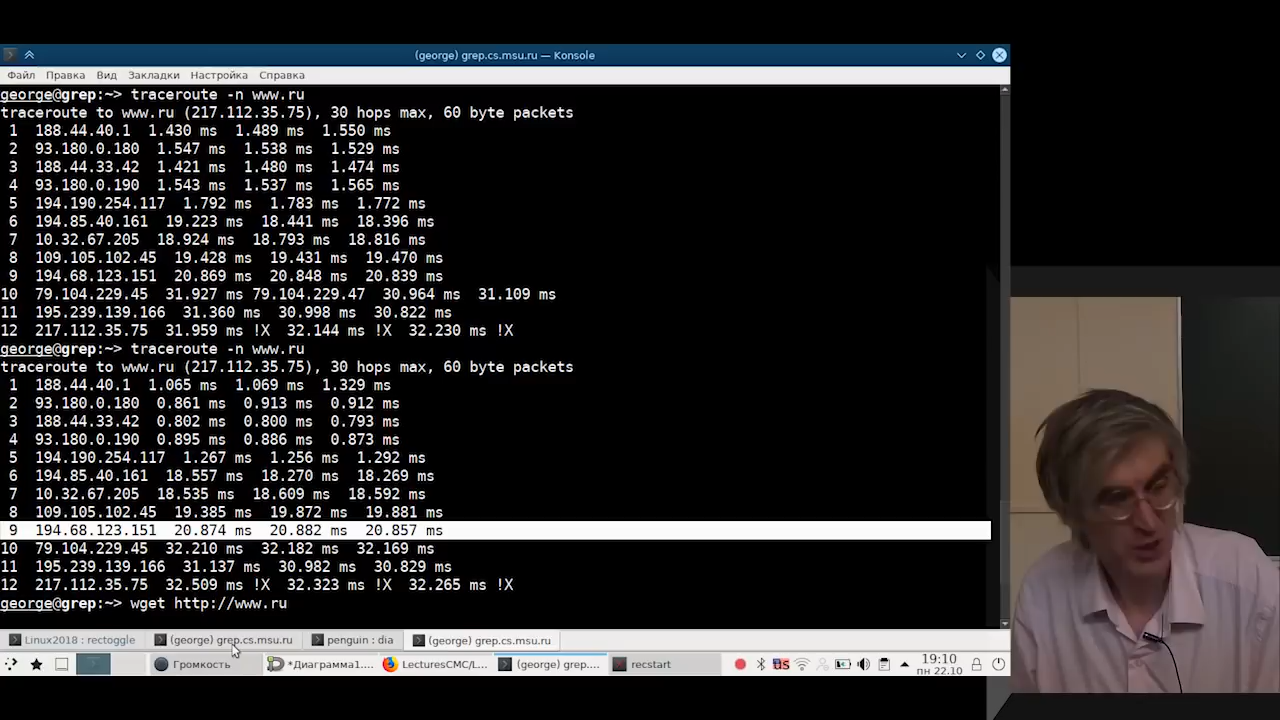 (george) grep.cs.msu.ru — Konsole
Файл Правка Вид Закладки Настройка Справка
george@grep:~> traceroute -n www.ru
traceroute to www.ru (217.112.35.75), 30 hops max, 60 byte packets
1 188.44.40.1 1.430 ms 1.489 ms 1.550 ms
2 93.180.0.180 1.547 ms 1.538 ms 1.529 ms
3 188.44.33.42 1.421 ms 1.480 ms 1.474 ms
4 93.180.0.190 1.543 ms 1.537 ms 1.565 ms
5 194.190.254.117 1.792 ms 1.783 ms 1.772 ms
6 194.85.40.161 19.223 ms 18.441 ms 18.396 ms
7 10.32.67.205 18.924 ms 18.793 ms 18.816 ms
8 109.105.102.45 19.428 ms 19.431 ms 19.470 ms
9 194.68.123.151 20.869 ms 20.848 ms 20.839 ms
10 79.104.229.45 31.927 ms 79.104.229.47 30.964 ms 31.109 ms
11 195.239.139.166 31.360 ms 30.998 ms 30.822 ms
12 217.112.35.75 31.959 ms !X 32.144 ms !X 32.230 ms !X
george@grep:~> traceroute -n www.ru
traceroute to www.ru (217.112.35.75), 30 hops max, 60 byte packets
1 188.44.40.1 1.065 ms 1.069 ms 1.329 ms
2 93.180.0.180 0.861 ms 0.913 ms 0.912 ms
3 188.44.33.42 0.802 ms 0.800 ms 0.793 ms
4 93.180.0.190 0.895 ms 0.886 ms 0.873 ms
5 194.190.254.117 1.267 ms 1.256 ms 1.292 ms
6 194.85.40.161 18.557 ms 18.270 ms 18.269 ms
7 10.32.67.205 18.535 ms 18.609 ms 18.592 ms
8 109.105.102.45 19.385 ms 19.872 ms 19.881 ms
9 194.68.123.151 20.874 ms 20.882 ms 20.857 ms
10 79.104.229.45 32.210 ms 32.182 ms 32.169 ms
11 195.239.139.166 31.137 ms 30.982 ms 30.829 ms
12 217.112.35.75 32.509 ms !X 32.323 ms !X 32.265 ms !X
george@grep:~> wget http://www.ru
Linux2018 : rectoggle (george) grep.cs.msu.ru penguin : dia (george) grep.cs.msu.ru
Громкость *Диаграмма1.... LecturesCMC/L... (george) grep.... recstart US 19:10
пн 22.10